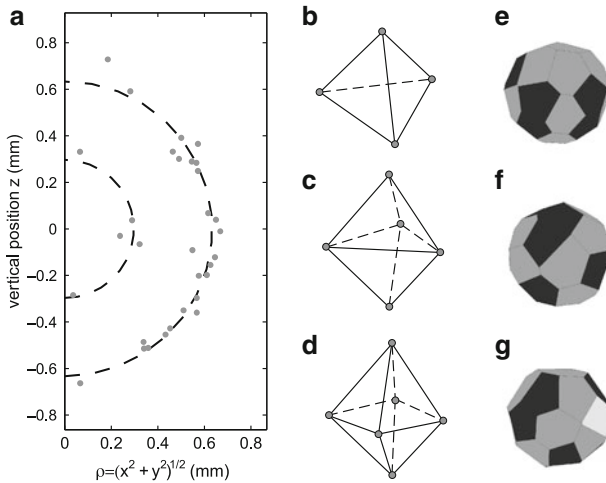 a
b
e
0.8
0.6
0.4
0.2
0
−0.2
−0.4
−0.6
−0.8
vertical position z (mm)
0 0.2 0.4 0.6 0.8
ρ=(x² + y²)^{1/2} (mm)
c
f
d
g